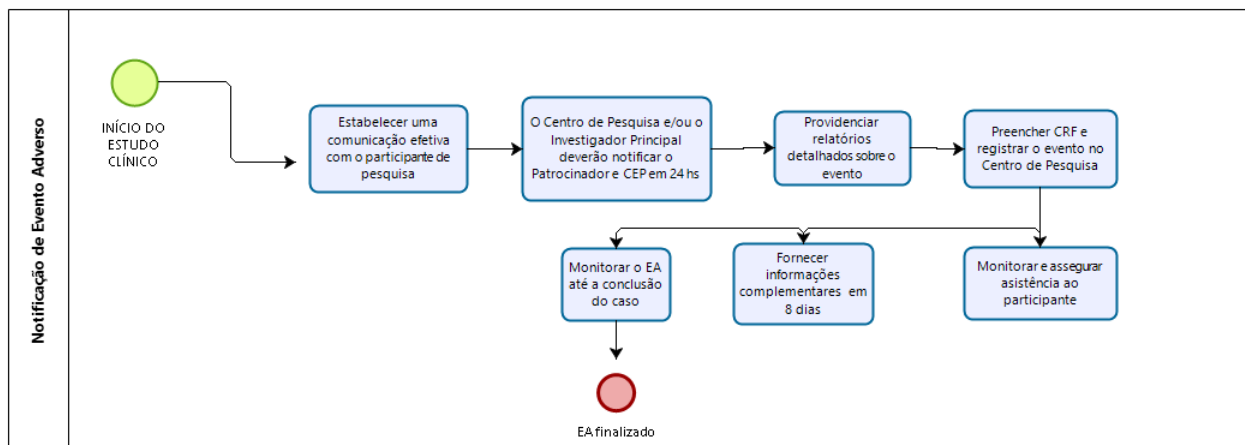 Notificação de Evento Adverso
INÍCIO DO
ESTUDO
CLÍNICO
Estabelecer uma
comunicação efetiva
com o participante de
pesquisa
O Centro de Pesquisa e/ou o
Investigador Principal
deverão notificar o
Patrocinador e CEP em 24 hs
Providenciar
relatórios
detalhados sobre o
evento
Preencher CRF e
registrar o evento no
Centro de Pesquisa
Monitorar o EA
até a conclusão
do caso
Fornecer
informações
complementares em
8 dias
Monitorar e assegurar
asistência ao
participante
EA finalizado